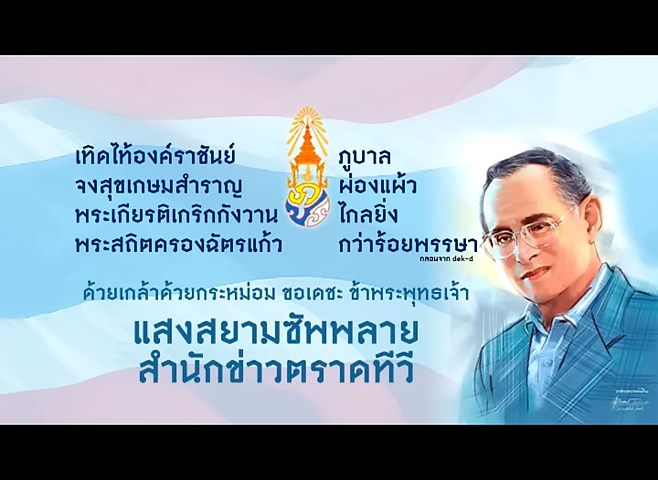 เทิดไท้องค์ราชันย์ ภูบาล
จงสุขเกษมสำราญ ผ่องแผ้ว
พระเกียรติเกริกกังวาน ไกลยิ่ง
พระสถิตครองฉัตรแก้ว กว่าร้อยพรรษา
กลอนจาก dek-d
ด้วยเกล้าด้วยกระหม่อม ขอเดชะ ข้าพระพุทธเจ้า
แสงสยามซัพพลาย
สำนักข่าวตราดทีวี